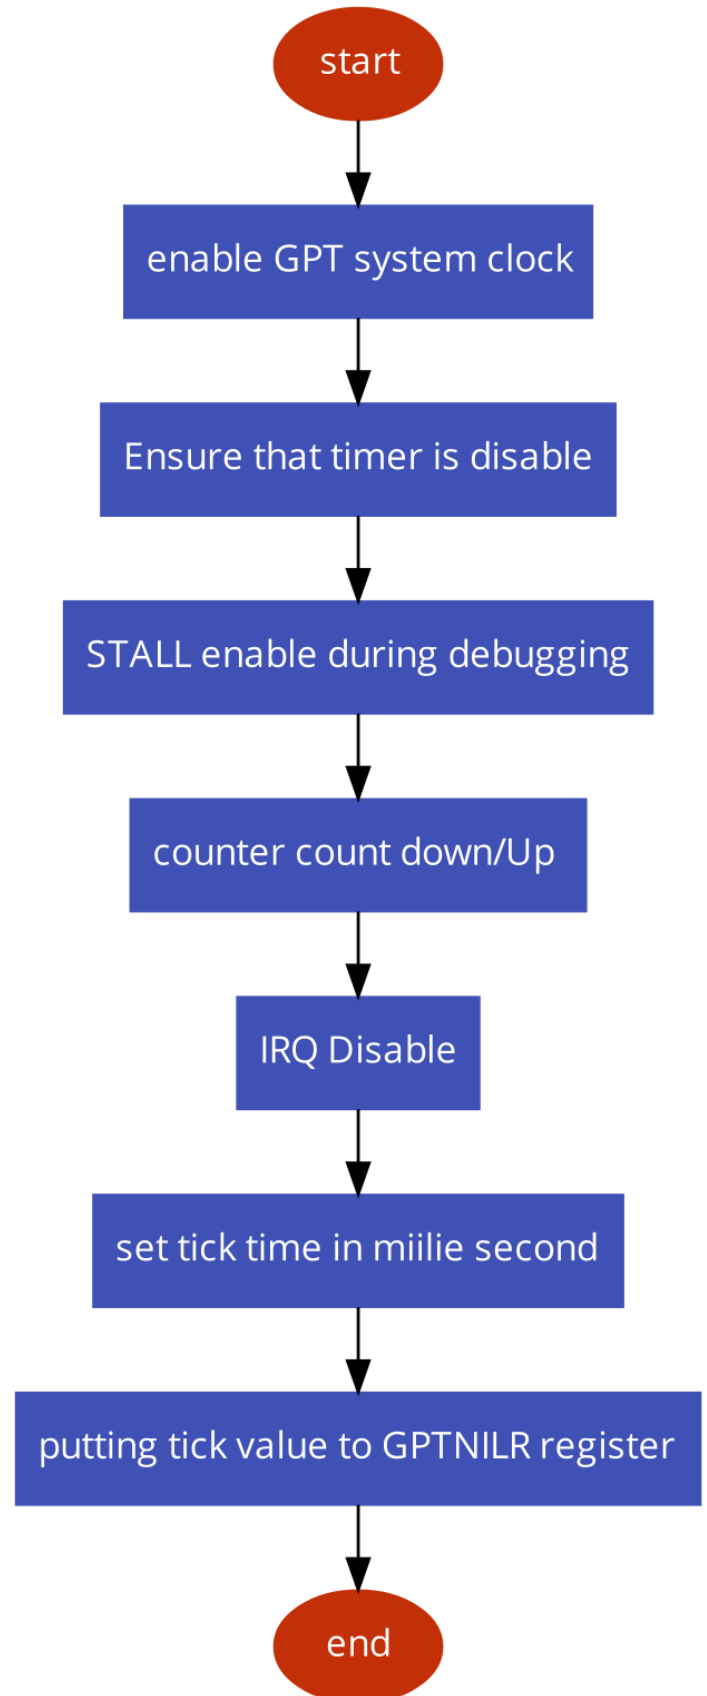 start
enable GPT system clock
Ensure that timer is disable
STALL enable during debugging
counter count down/Up
IRQ Disable
set tick time in miilie second
putting tick value to GPTNILR register
end